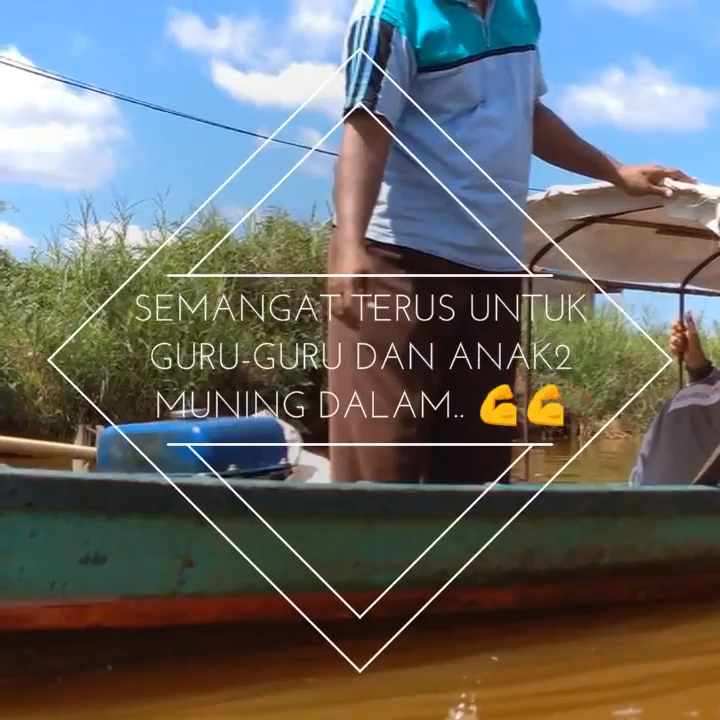 SEMANGAT TERUS UNTUK
GURU-GURU DAN ANAK2
MUNING DALAM.. 💪💪